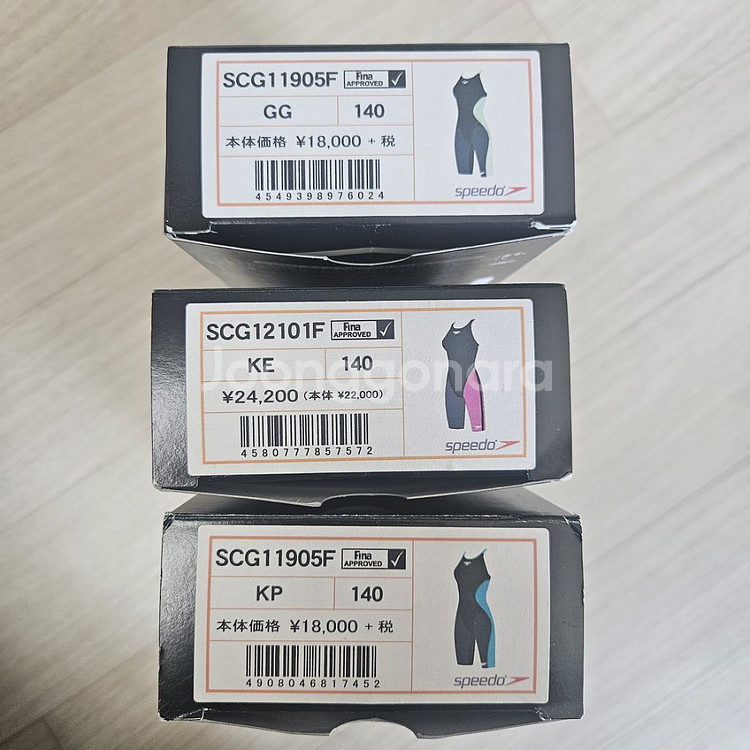 SCG11905F Fina APPROVED
GG 140
本体価格 ¥18,000 + 税
4549398976024
speedo
SCG12101F Fina APPROVED
KE 140
¥24,200 (本体 ¥22,000)
4580777857572
speedo
Joonggonara
SCG11905F Fina APPROVED
KP 140
本体価格 ¥18,000 + 税
4908046817452
speedo